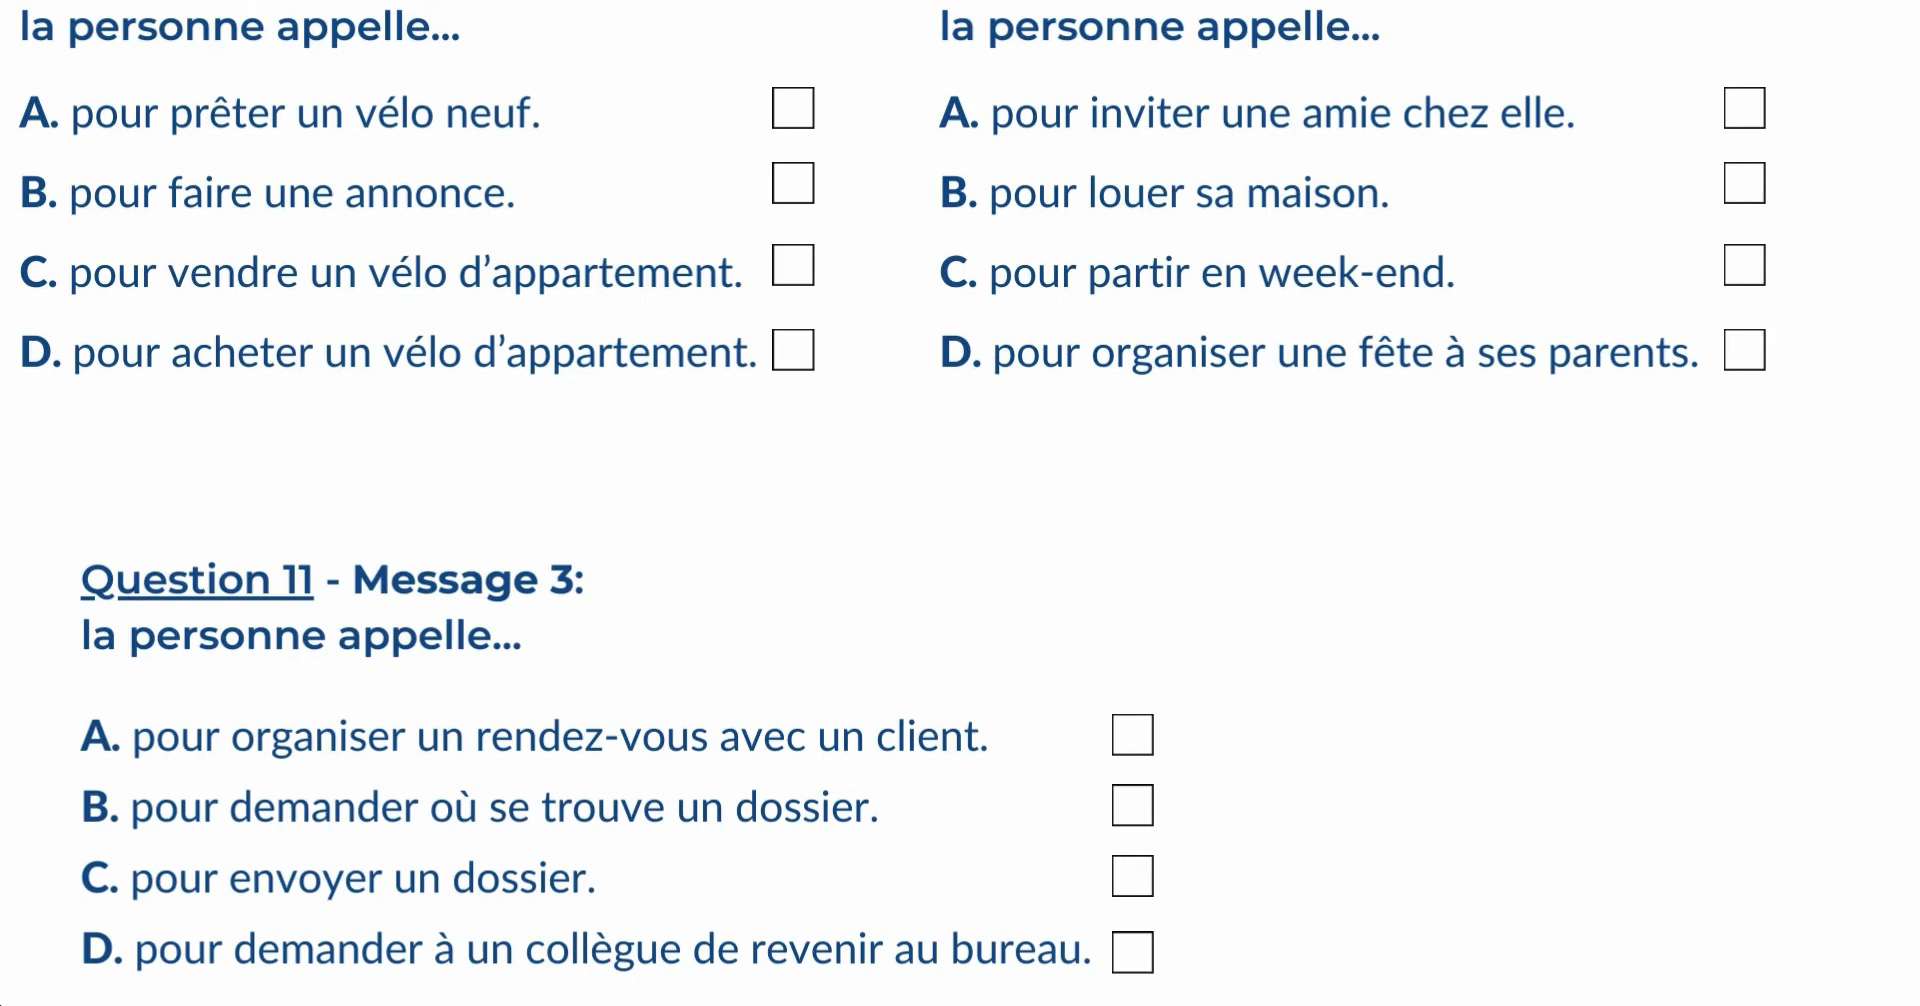 la personne appelle...
A. pour prêter un vélo neuf.
B. pour faire une annonce.
C. pour vendre un vélo d’appartement.
D. pour acheter un vélo d’appartement.
la personne appelle...
A. pour inviter une amie chez elle.
B. pour louer sa maison.
C. pour partir en week-end.
D. pour organiser une fête à ses parents.
Question 11 - Message 3:
la personne appelle...
A. pour organiser un rendez-vous avec un client.
B. pour demander où se trouve un dossier.
C. pour envoyer un dossier.
D. pour demander à un collègue de revenir au bureau.